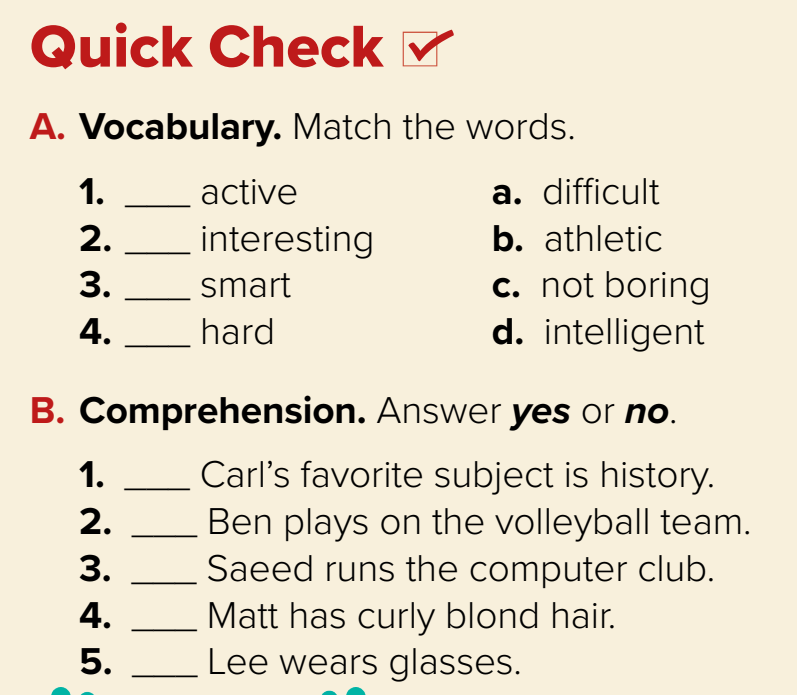 Quick Check
A. Vocabulary. Match the words.
1. ____ active a. difficult
2. ____ interesting b. athletic
3. ____ smart c. not boring
4. ____ hard d. intelligent
B. Comprehension. Answer yes or no.
1. ____ Carl’s favorite subject is history.
2. ____ Ben plays on the volleyball team.
3. ____ Saeed runs the computer club.
4. ____ Matt has curly blond hair.
5. ____ Lee wears glasses.